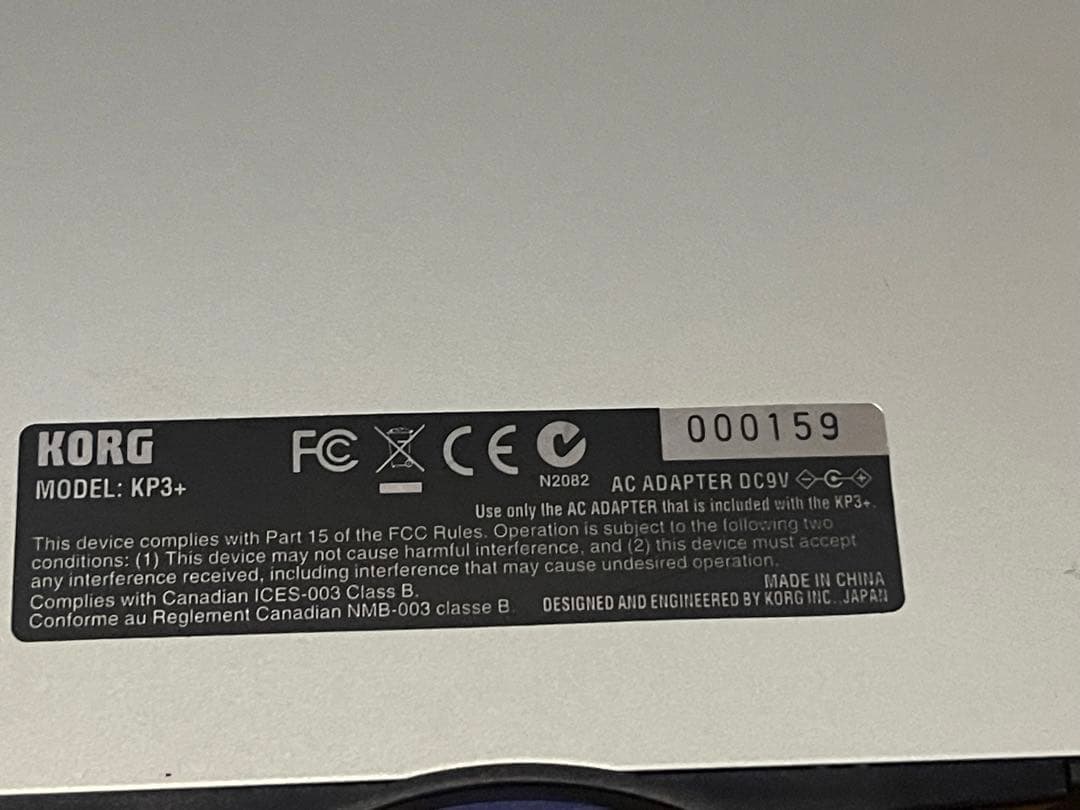 KORG
MODEL: KP3+
FC CE
N2082
000159
AC ADAPTER DC9V
Use only the AC ADAPTER that is included with the KP3+.
This device complies with Part 15 of the FCC Rules. Operation is subject to the following two
conditions: (1) This device may not cause harmful interference, and (2) this device must accept
any interference received, including interference that may cause undesired operation.
Complies with Canadian ICES-003 Class B.
Conforme au Reglement Canadian NMB-003 classe B.
MADE IN CHINA
DESIGNED AND ENGINEERED BY KORG INC. JAPAN